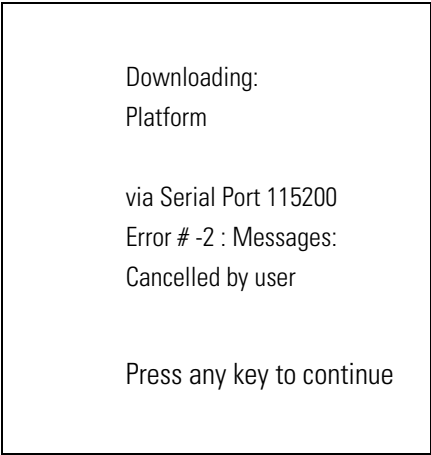 Downloading:
Platform
via Serial Port 115200
Error # -2 : Messages:
Cancelled by user
Press any key to continue